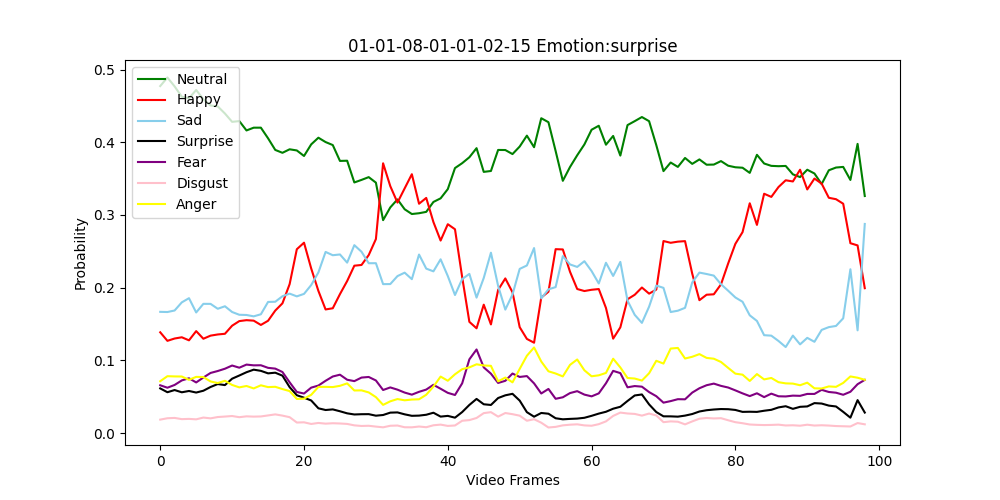 01-01-08-01-01-02-15 Emotion:surprise
0.5
0.4
0.3
0.2
0.1
0.0
Probability
Neutral
Happy
Sad
Surprise
Fear
Disgust
Anger
0 20 40 60 80 100
Video Frames